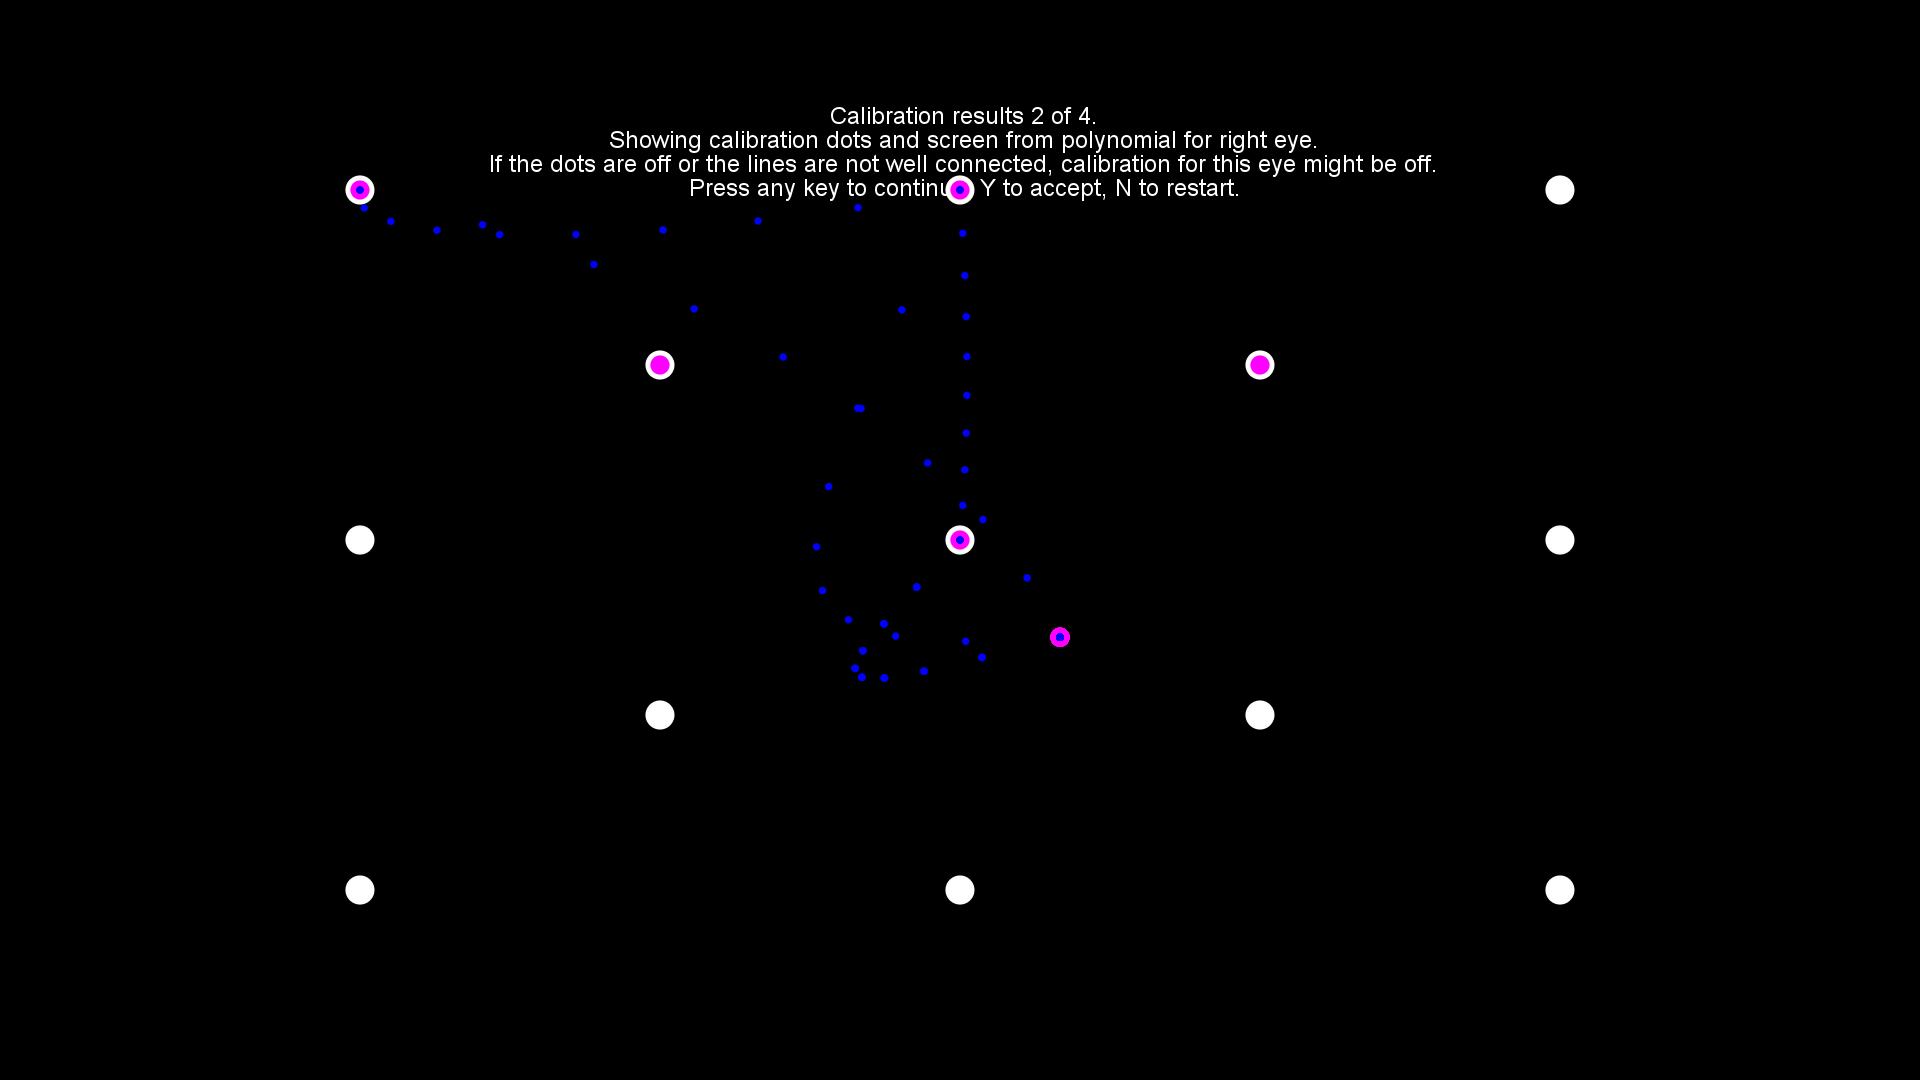 Calibration results 2 of 4.
Showing calibration dots and screen from polynomial for right eye.
If the dots are off or the lines are not well connected, calibration for this eye might be off.
Press any key to continue, Y to accept, N to restart.